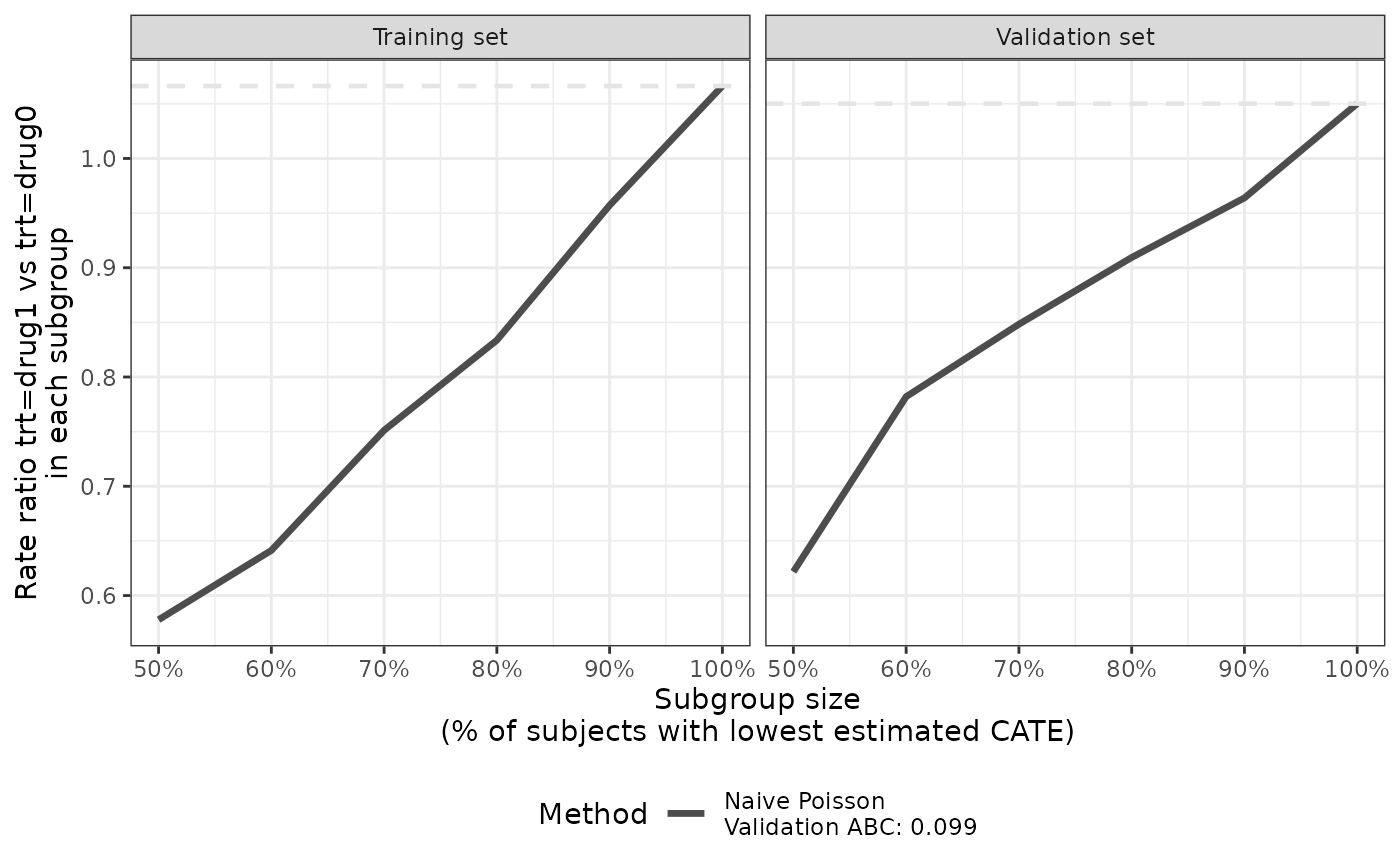 Training set
Validation set
Rate ratio trt=drug1 vs trt=drug0
in each subgroup
1.0
0.9
0.8
0.7
0.6
50% 60% 70% 80% 90% 100%
50% 60% 70% 80% 90% 100%
Subgroup size
(% of subjects with lowest estimated CATE)
Method
Naive Poisson
Validation ABC: 0.099